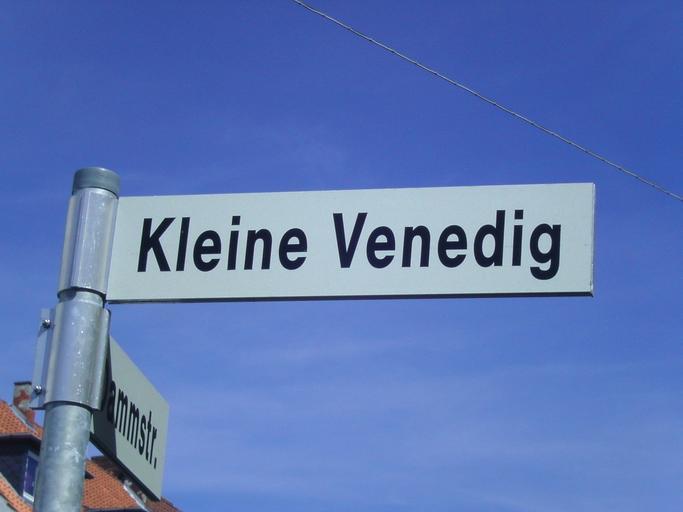 Kleine Venedig
ammstr.